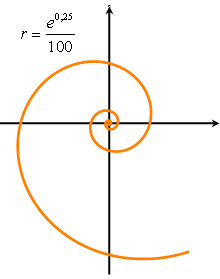 r = e^0,25 / 100